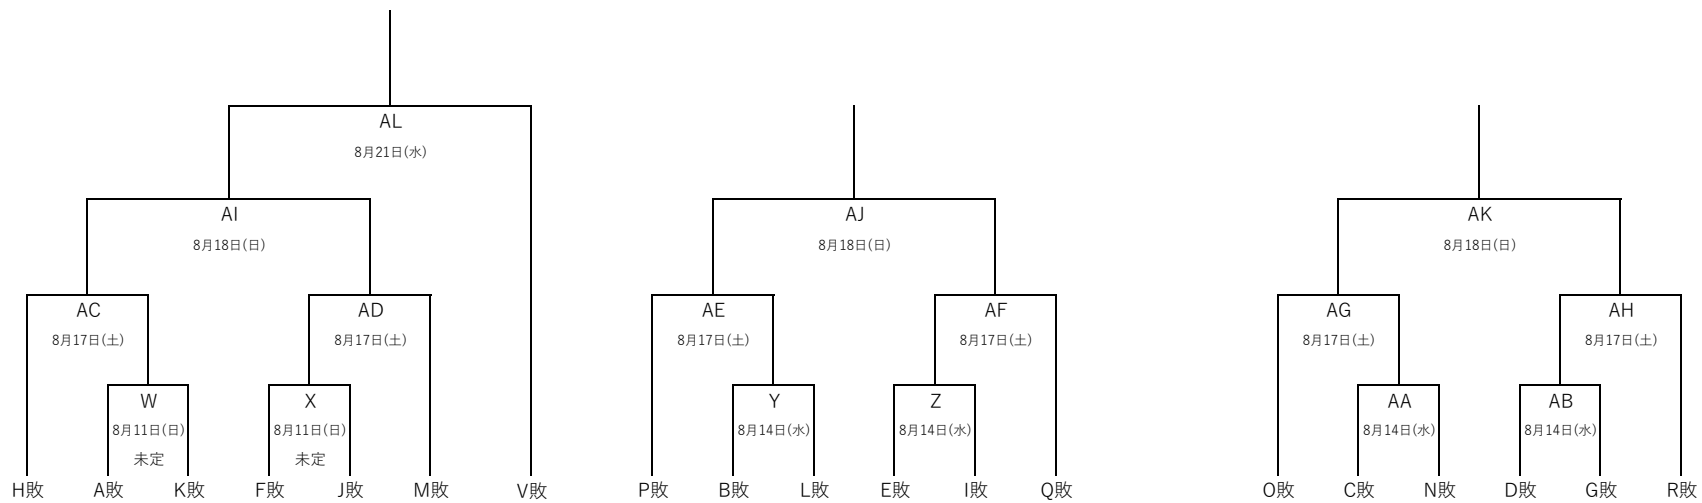 AL
8月21日(水)
AI
AJ
AK
8月18日(日)
8月18日(日)
8月18日(日)
AC
AD
AE
AF
AG
AH
8月17日(土)
8月17日(土)
8月17日(土)
8月17日(土)
8月17日(土)
8月17日(土)
W
X
Y
Z
AA
AB
8月11日(日)
8月11日(日)
8月14日(水)
8月14日(水)
8月14日(水)
8月14日(水)
未定
未定
H敗 A敗 K敗 F敗 J敗 M敗 V敗 P敗 B敗 L敗 E敗 I敗 Q敗 O敗 C敗 N敗 D敗 G敗 R敗